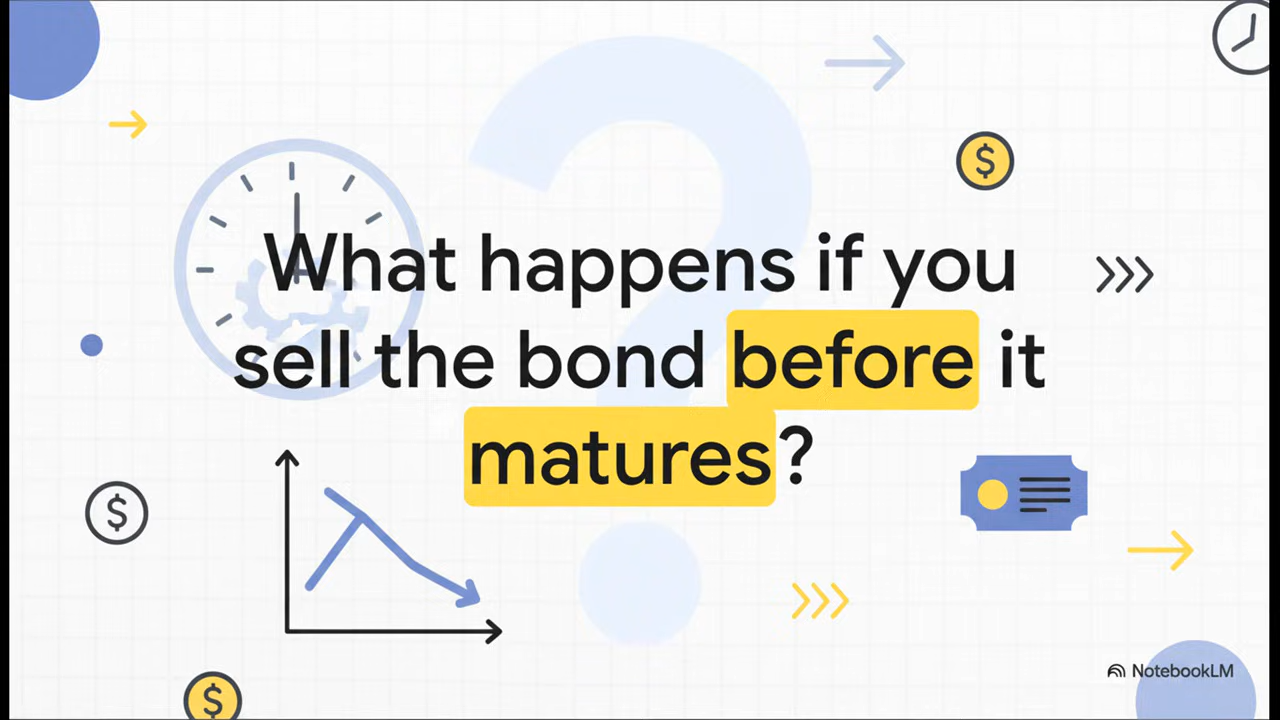 What happens if you
sell the bond before it
matures?
$
$
$
NotebookLM